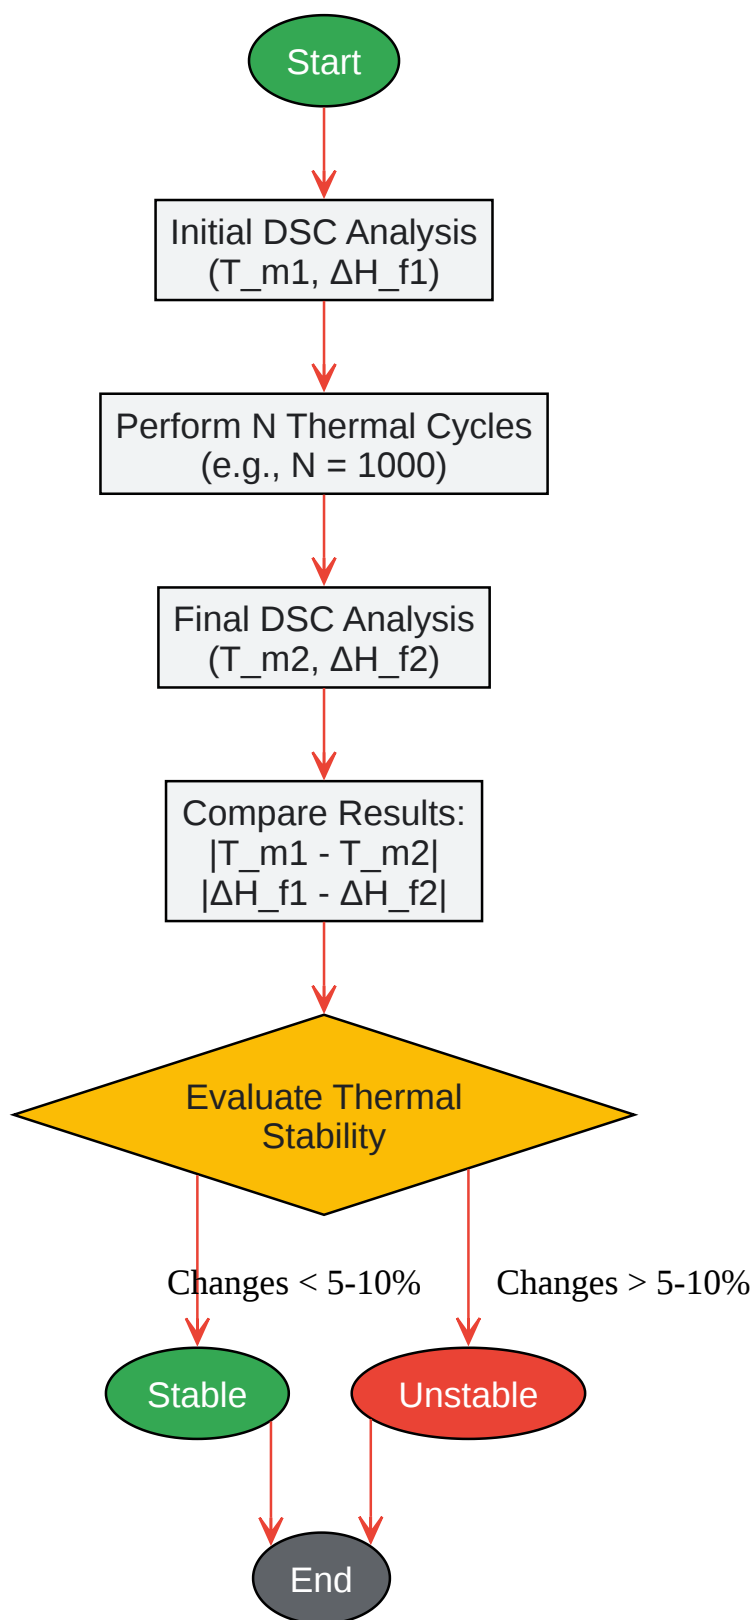 Start
Initial DSC Analysis
(T_m1, ΔH_f1)
Perform N Thermal Cycles
(e.g., N = 1000)
Final DSC Analysis
(T_m2, ΔH_f2)
Compare Results:
|T_m1 - T_m2|
|ΔH_f1 - ΔH_f2|
Evaluate Thermal
Stability
Changes < 5-10%
Changes > 5-10%
Stable
Unstable
End